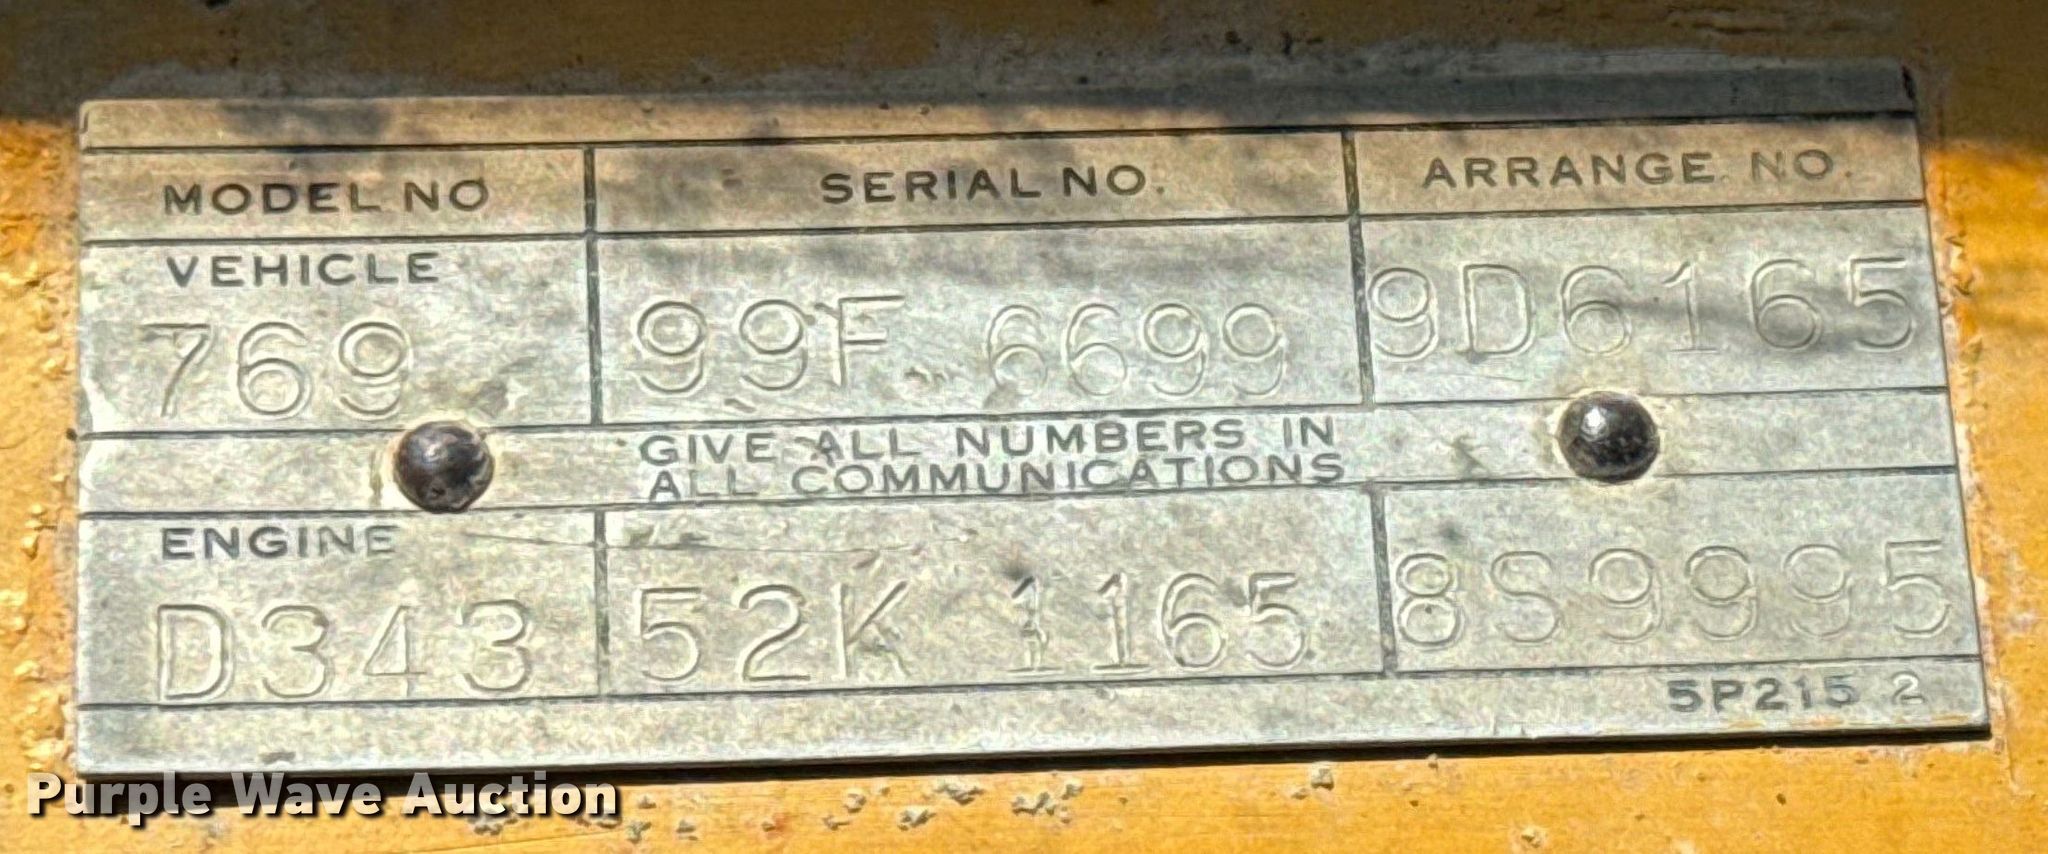 MODEL NO SERIAL NO. ARRANGE. NO.
VEHICLE
769 99F 6699 9D6165
GIVE ALL NUMBERS IN
ALL COMMUNICATIONS
ENGINE
D343 52K 1165 8S9995
5P215 2
Purple Wave Auction